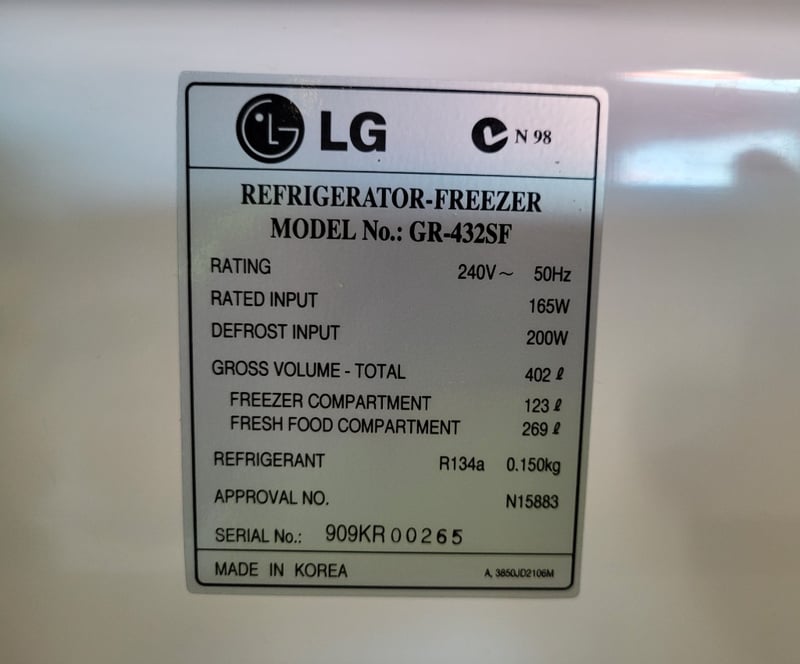 LG N 98
REFRIGERATOR-FREEZER
MODEL No.: GR-432SF
RATING 240V~ 50Hz
RATED INPUT 165W
DEFROST INPUT 200W
GROSS VOLUME - TOTAL 402 ℓ
FREEZER COMPARTMENT 123 ℓ
FRESH FOOD COMPARTMENT 269 ℓ
REFRIGERANT R134a 0.150kg
APPROVAL NO. N15883
SERIAL No.: 909KR00265
MADE IN KOREA A, 3850JD2106M